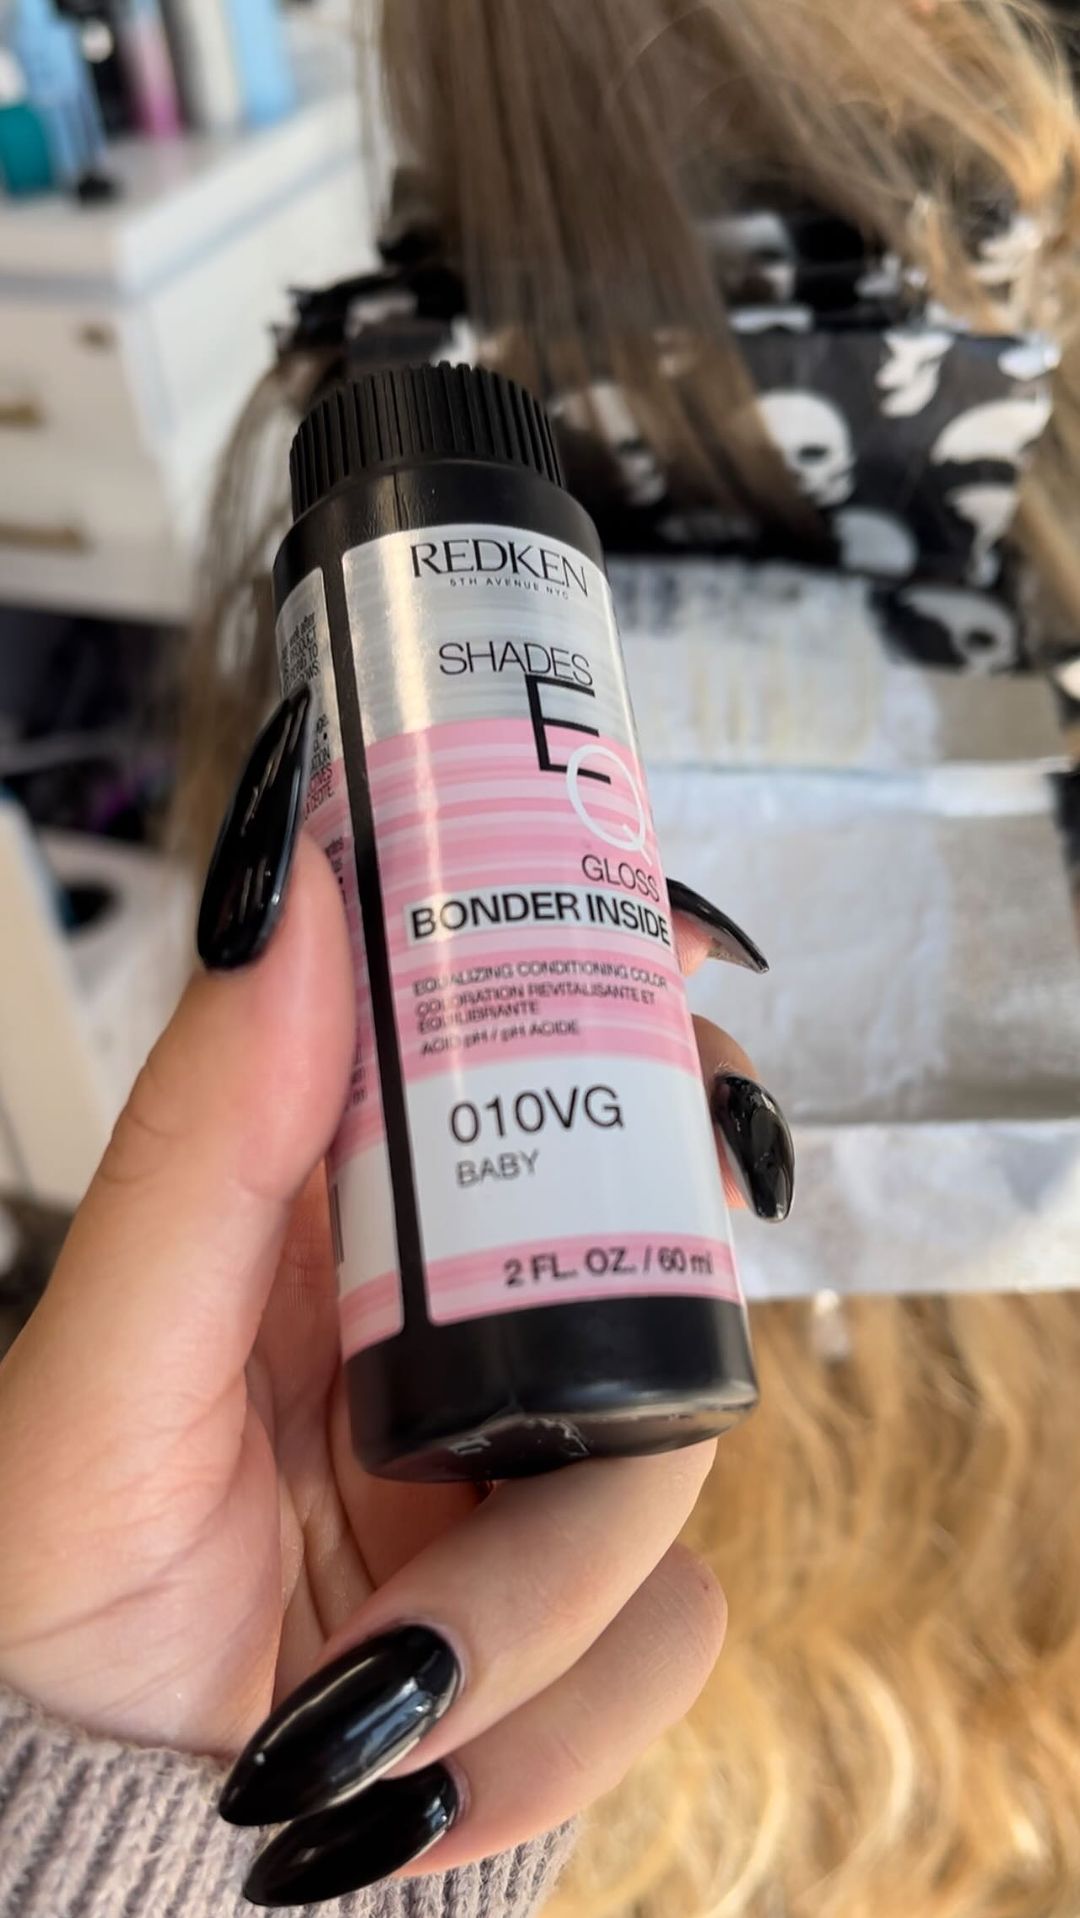 REDKEN
5TH AVENUE NYC
SHADES
EQ
GLOSS
BONDER INSIDE
EQUALIZING CONDITIONING COLOR
COLORATION REVITALISANTE ET
ÉQUILIBRANTE
ACID pH / pH ACIDE
010VG
BABY
2 FL. OZ. / 60 ml